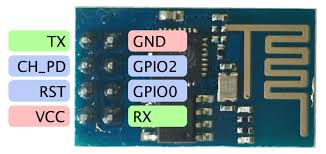 TX GND
CH_PD GPIO2
RST GPIO0
VCC RX